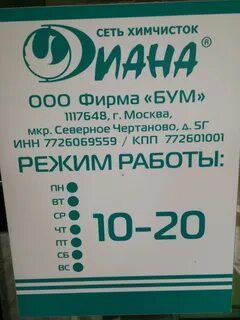 СЕТЬ ХИМЧИСТОК
ДИАНА®
ООО Фирма «БУМ»
1117648, г. Москва,
мкр. Северное Чертаново, д. 5Г
ИНН 7726069559 / КПП 772601001
РЕЖИМ РАБОТЫ:
ПН
ВТ
СР
ЧТ
ПТ
СБ
ВС
10-20